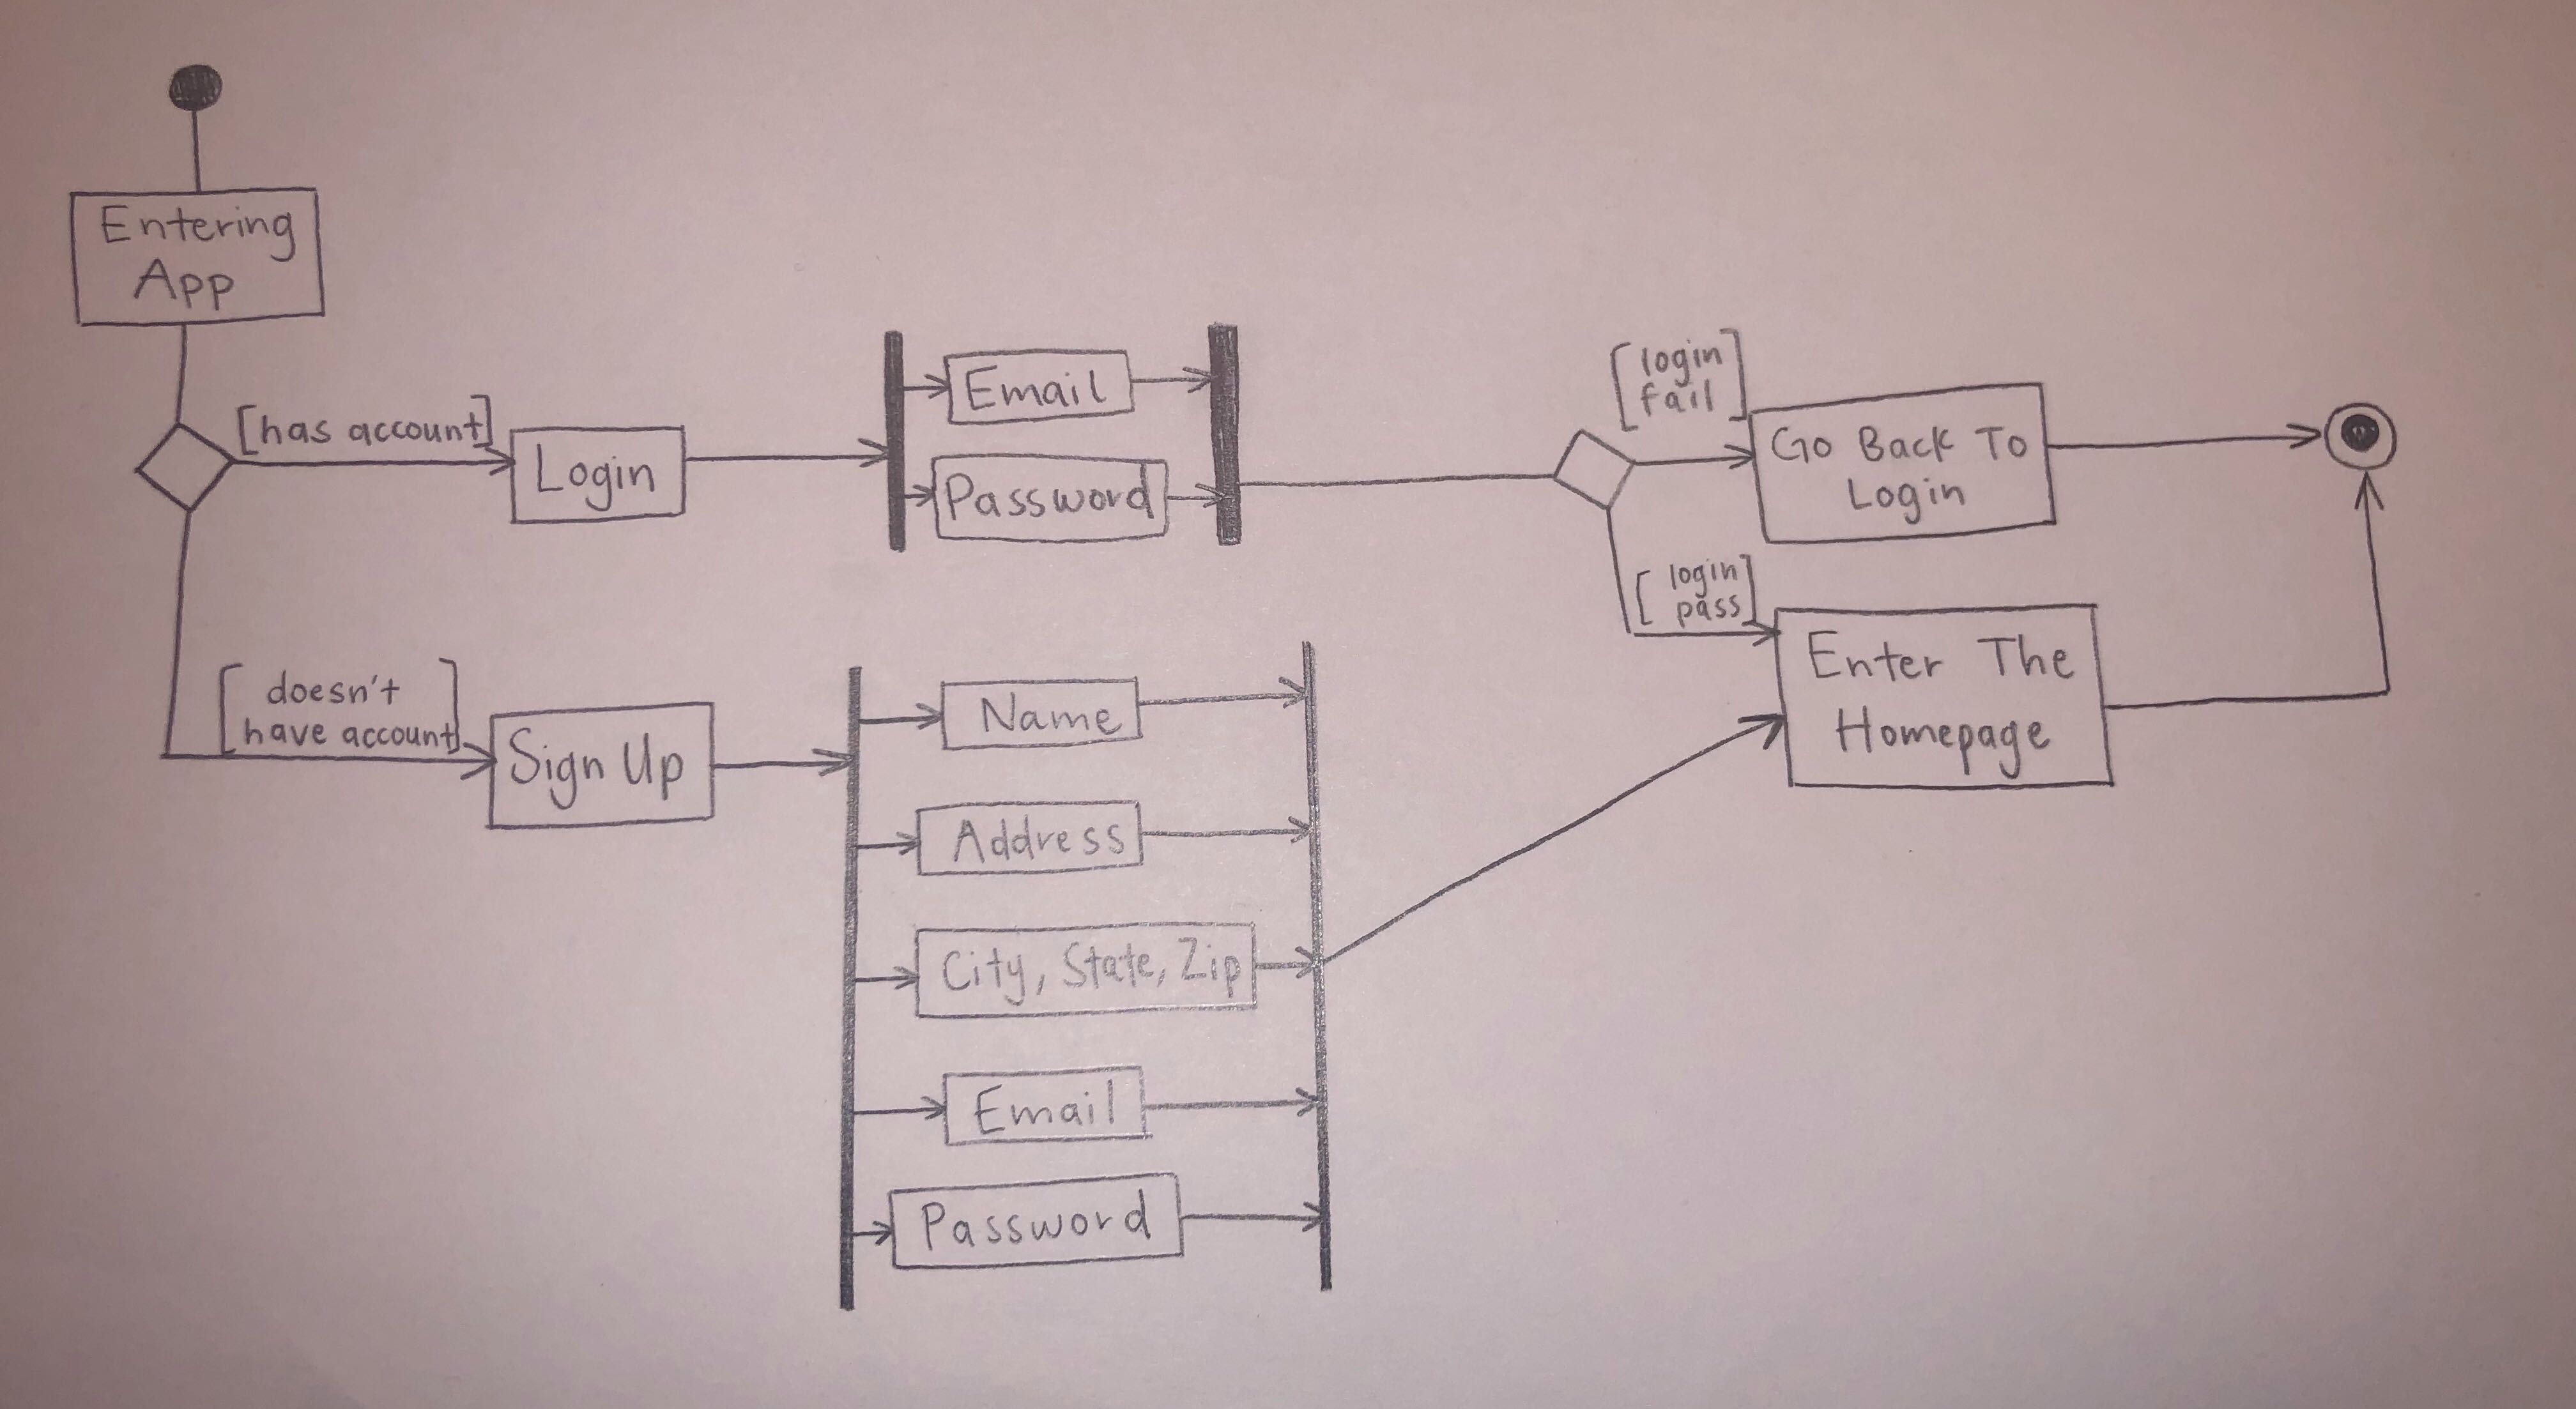 Entering
App
[has account]
Login
Email
Password
[login
fail]
Go Back To
Login
[login
pass]
Enter The
Homepage
[doesn't
have account]
Sign Up
Name
Address
City, State, Zip
Email
Password